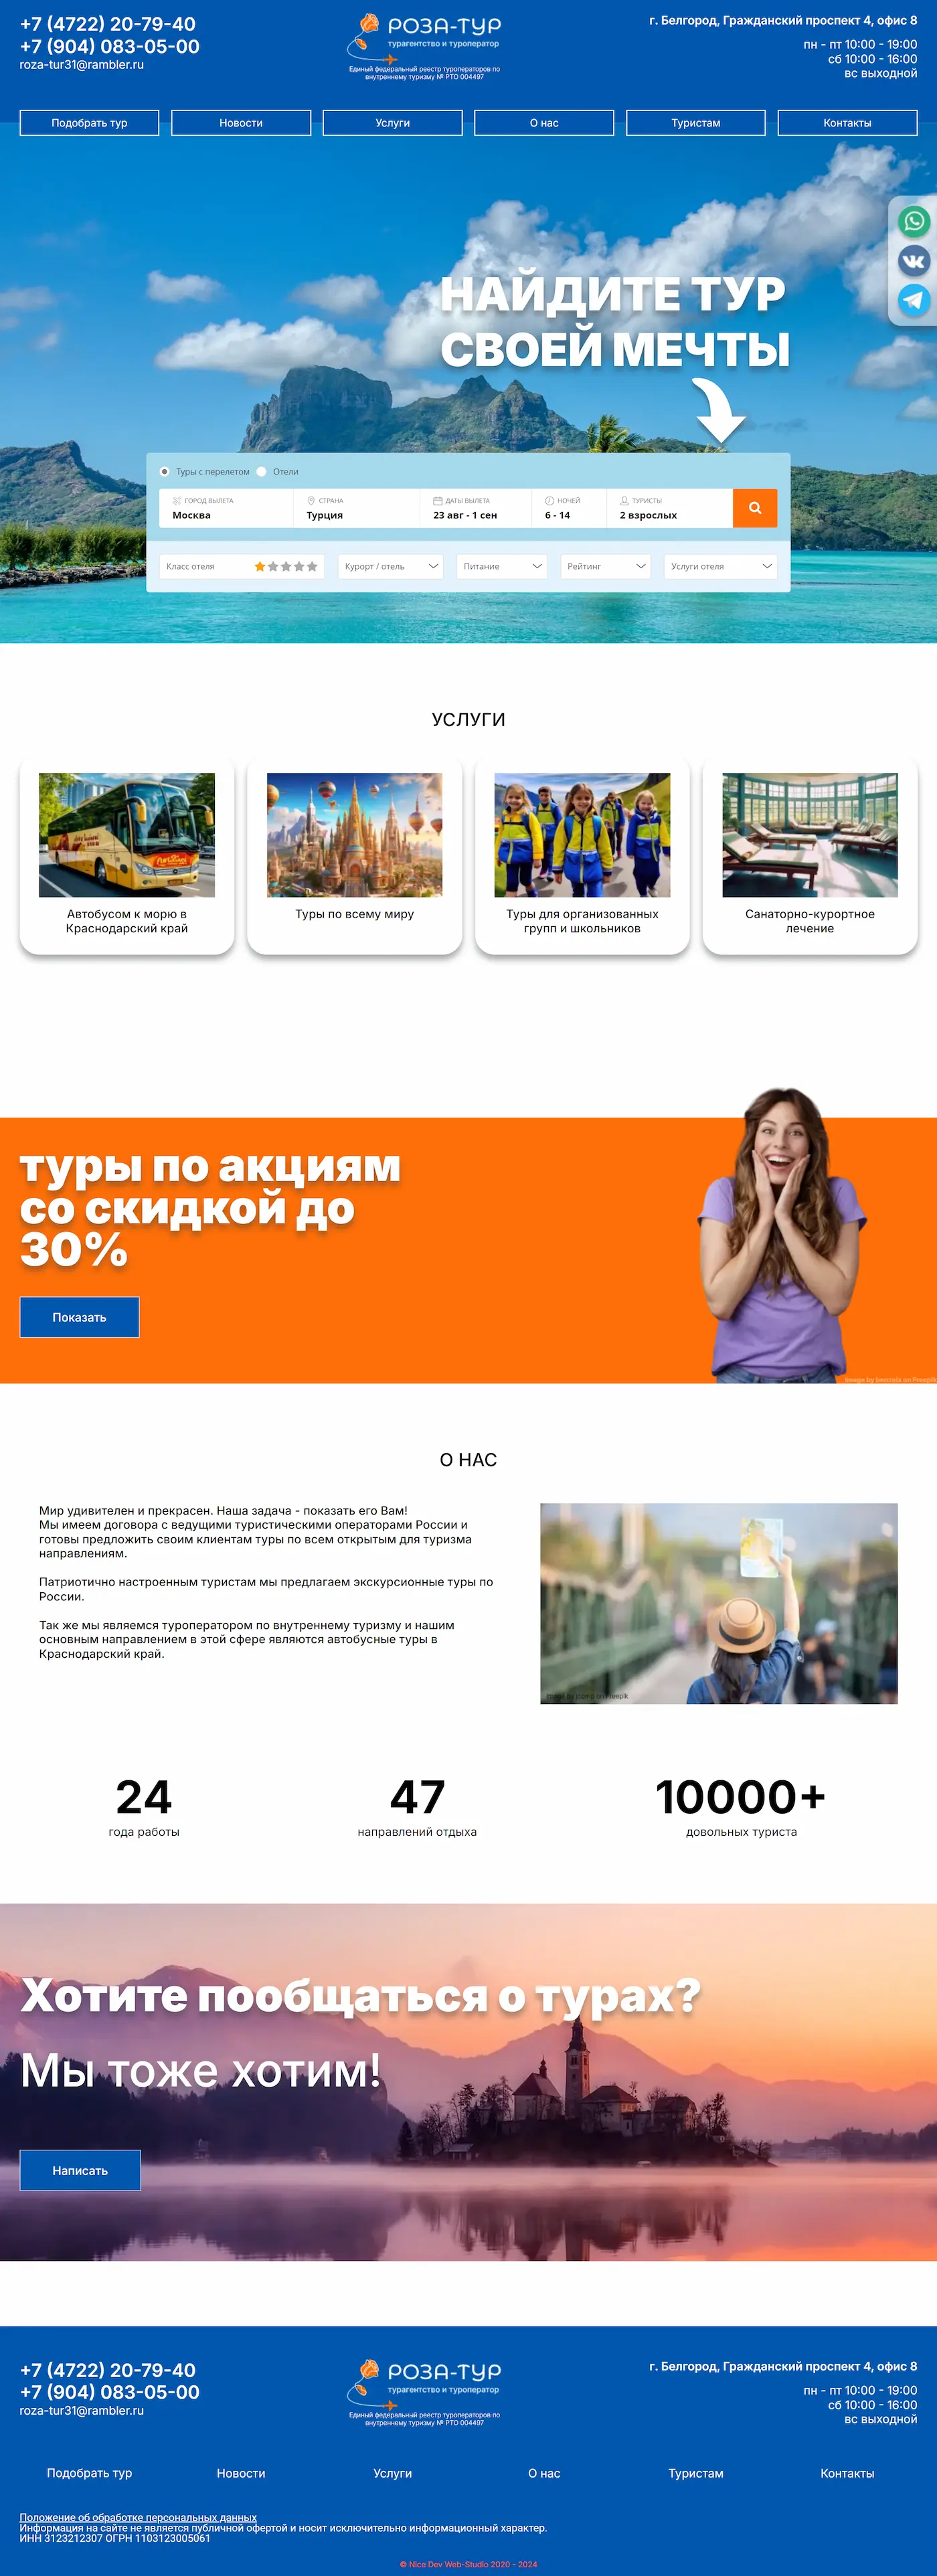 +7 (4722) 20-79-40
+7 (904) 083-05-00
roza-tur31@rambler.ru
РОЗА-ТУР
турагентство и туроператор
Единый федеральный реестр туроператоров по
внутреннему туризму № РТО 004497
г. Белгород, Гражданский проспект 4, офис 8
пн - пт 10:00 - 19:00
сб 10:00 - 16:00
вс выходной
Подобрать тур
Новости
Услуги
О нас
Туристам
Контакты
НАЙДИТЕ ТУР
СВОЕЙ МЕЧТЫ
Туры с перелетом
Отели
ГОРОД ВЫЛЕТА
Москва
СТРАНА
Турция
ДАТЫ ВЫЛЕТА
23 авг - 1 сен
НОЧЕЙ
6 - 14
ТУРИСТЫ
2 взрослых
Класс отеля
Курорт / отель
Питание
Рейтинг
Услуги отеля
УСЛУГИ
Автобусом к морю в
Краснодарский край
Туры по всему миру
Туры для организованных
групп и школьников
Санаторно-курортное
лечение
туры по акциям
со скидкой до
30%
Показать
О НАС
Мир удивителен и прекрасен. Наша задача - показать его Вам!
Мы имеем договора с ведущими туристическими операторами России и
готовы предложить своим клиентам туры по всем открытым для туризма
направлениям.
Патриотично настроенным туристам мы предлагаем экскурсионные туры по
России.
Так же мы являемся туроператором по внутреннему туризму и нашим
основным направлением в этой сфере являются автобусные туры в
Краснодарский край.
24
года работы
47
направлений отдыха
10000+
довольных туриста
Хотите пообщаться о турах?
Мы тоже хотим!
Написать
+7 (4722) 20-79-40
+7 (904) 083-05-00
roza-tur31@rambler.ru
РОЗА-ТУР
турагентство и туроператор
Единый федеральный реестр туроператоров по
внутреннему туризму № РТО 004497
г. Белгород, Гражданский проспект 4, офис 8
пн - пт 10:00 - 19:00
сб 10:00 - 16:00
вс выходной
Подобрать тур
Новости
Услуги
О нас
Туристам
Контакты
Положение об обработке персональных данных
Информация на сайте не является публичной офертой и носит исключительно информационный характер.
ИНН 3123212307 ОГРН 1103123005061
© Nice Dev Web-Studio 2020 - 2024